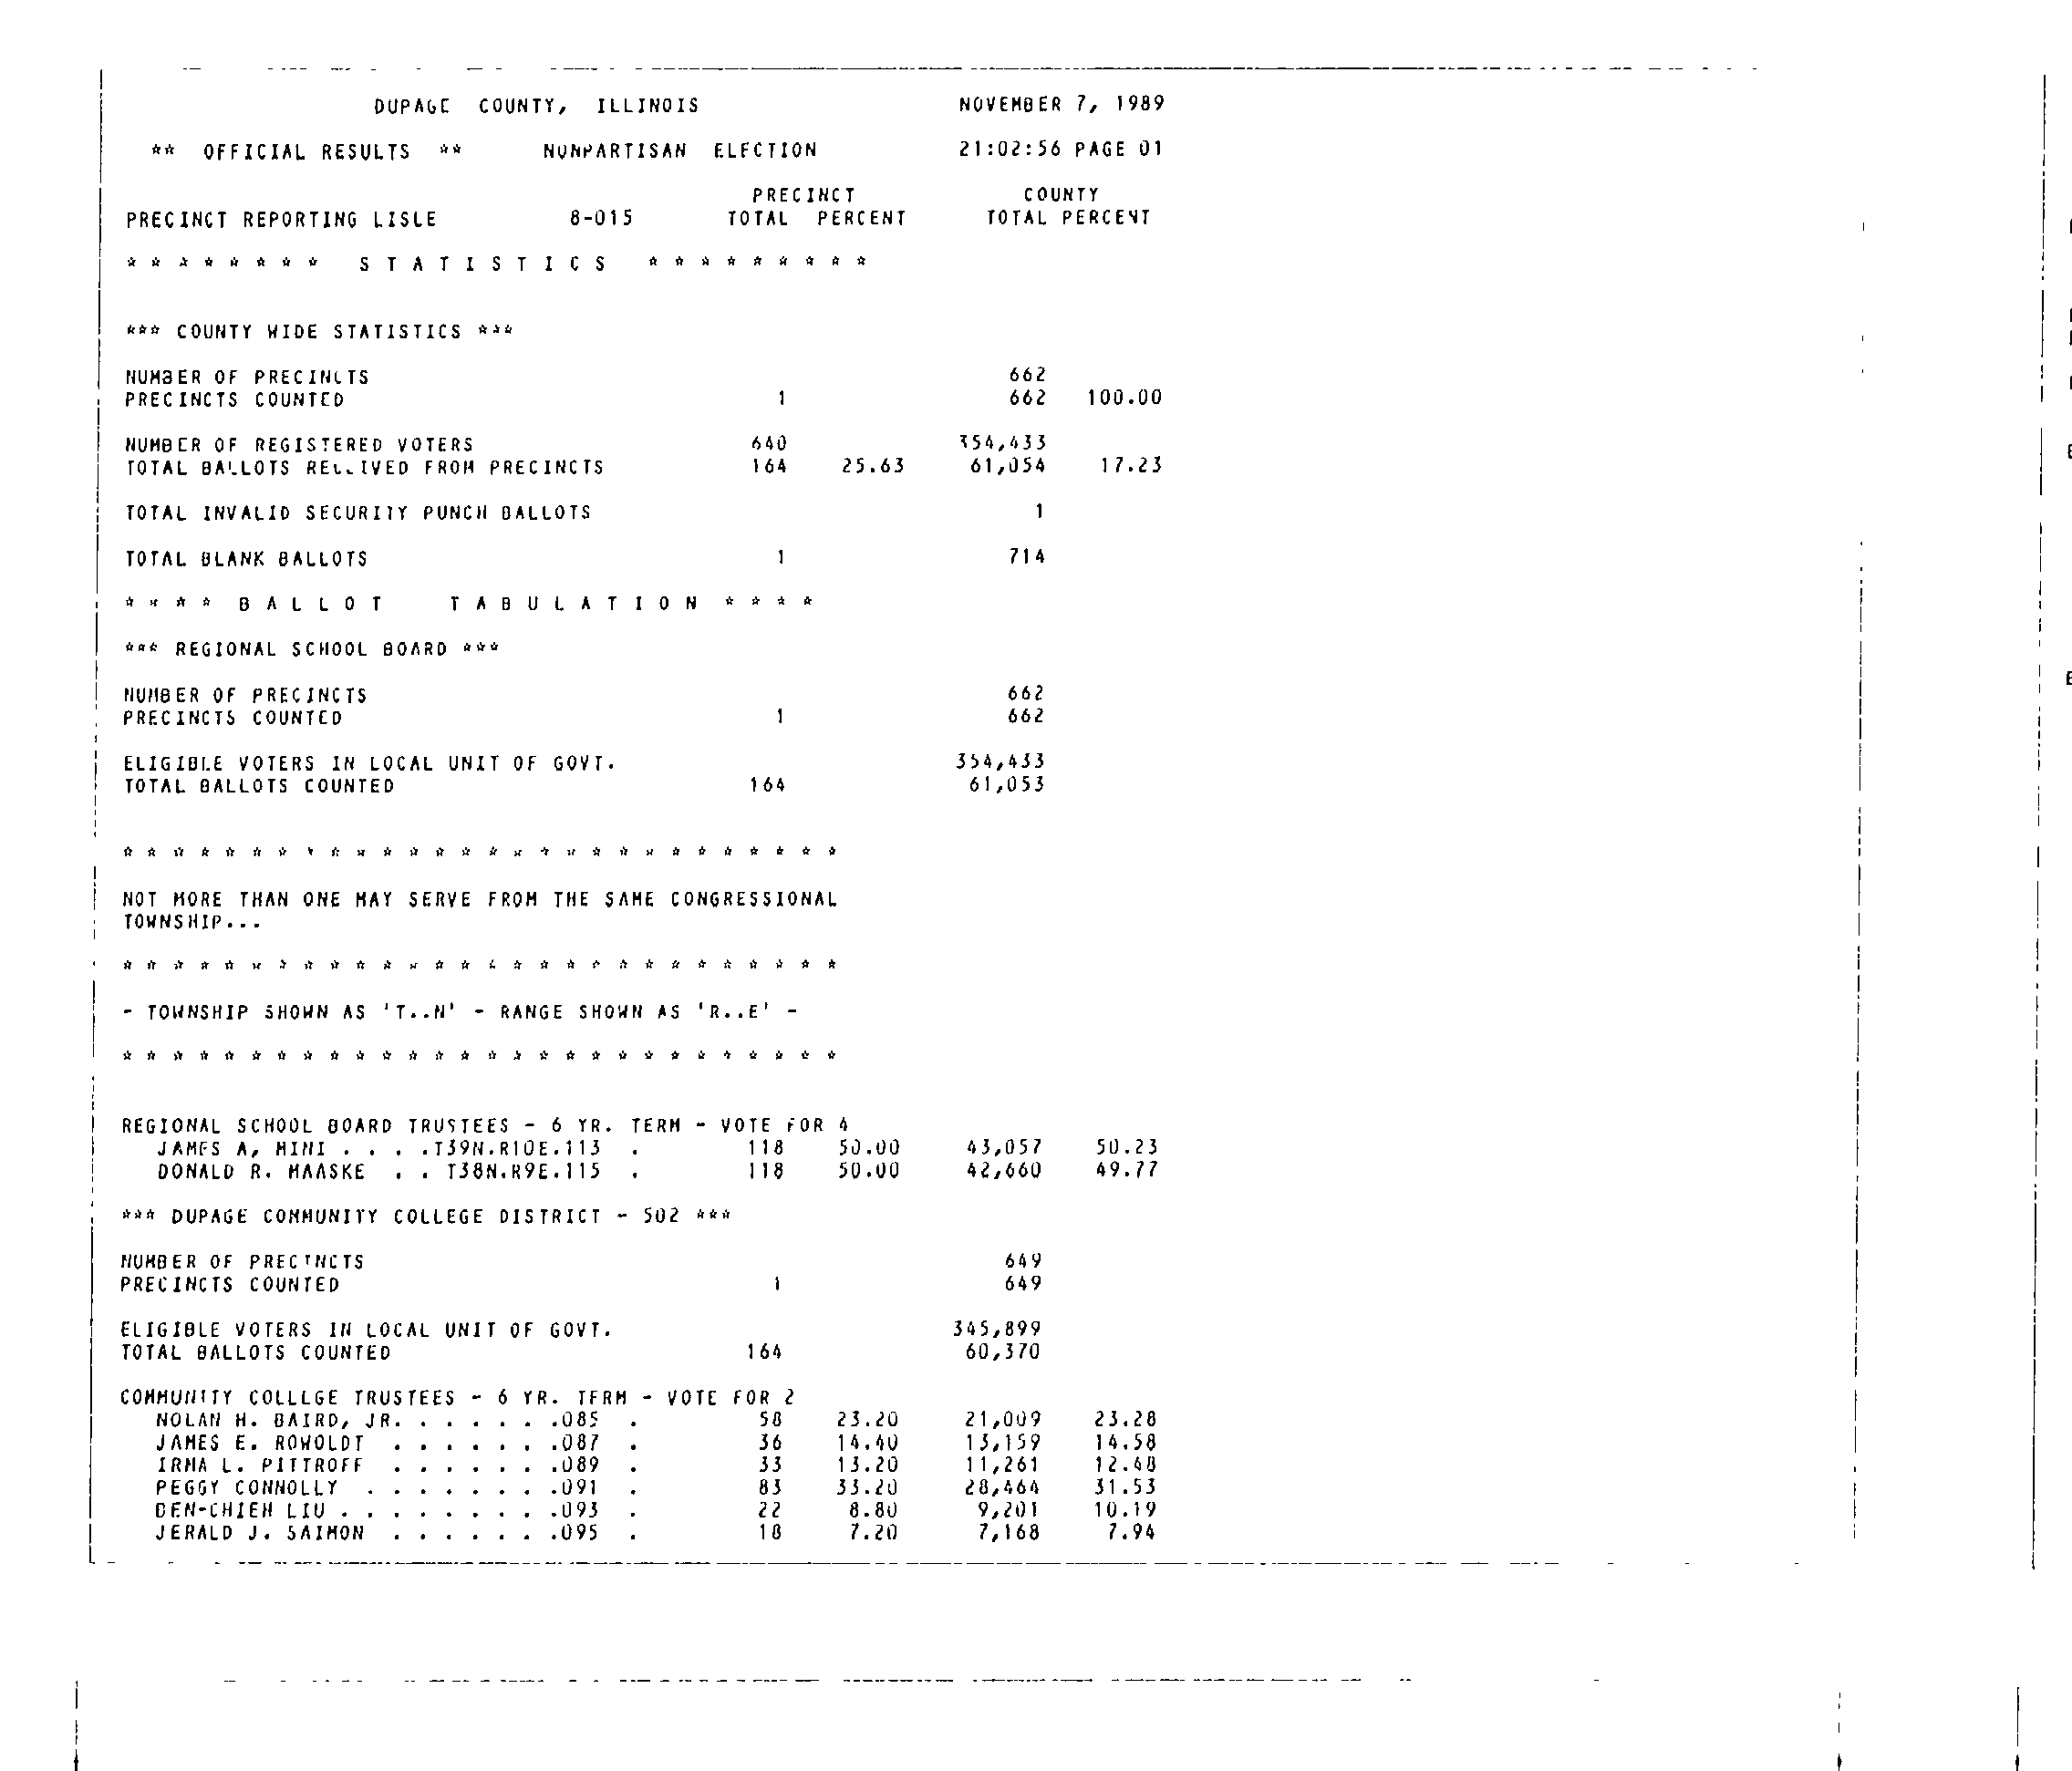 DUPAGE COUNTY, ILLINOIS NOVEMBER 7, 1989
** OFFICIAL RESULTS ** NONPARTISAN ELECTION 21:02:56 PAGE 01
PRECINCT COUNTY
PRECINCT REPORTING LISLE 8-015 TOTAL PERCENT TOTAL PERCENT
* * * * * * * * S T A T I S T I C S * * * * * * * * *
*** COUNTY WIDE STATISTICS ***
NUMBER OF PRECINCTS 662
PRECINCTS COUNTED 1 662 100.00
NUMBER OF REGISTERED VOTERS 640 354,433
TOTAL BALLOTS RECEIVED FROM PRECINCTS 164 25.63 61,054 17.23
TOTAL INVALID SECURITY PUNCH BALLOTS 1
TOTAL BLANK BALLOTS 1 714
* * * * B A L L O T T A B U L A T I O N * * * *
*** REGIONAL SCHOOL BOARD ***
NUMBER OF PRECINCTS 662
PRECINCTS COUNTED 1 662
ELIGIBLE VOTERS IN LOCAL UNIT OF GOVT. 354,433
TOTAL BALLOTS COUNTED 164 61,053
* * * * * * * * * * * * * * * * * * * * * * * * * * * *
NOT MORE THAN ONE MAY SERVE FROM THE SAME CONGRESSIONAL
TOWNSHIP...
* * * * * * * * * * * * * * * * * * * * * * * * * * * *
- TOWNSHIP SHOWN AS 'T..N' - RANGE SHOWN AS 'R..E' -
* * * * * * * * * * * * * * * * * * * * * * * * * * * *
REGIONAL SCHOOL BOARD TRUSTEES - 6 YR. TERM - VOTE FOR 4
JAMES A, MINI . . . .T39N.R10E.113 . 118 50.00 43,057 50.23
DONALD R. MAASKE . . T38N.R9E.115 . 118 50.00 42,660 49.77
*** DUPAGE COMMUNITY COLLEGE DISTRICT - 502 ***
NUMBER OF PRECINCTS 649
PRECINCTS COUNTED 1 649
ELIGIBLE VOTERS IN LOCAL UNIT OF GOVT. 345,899
TOTAL BALLOTS COUNTED 164 60,370
COMMUNITY COLLEGE TRUSTEES - 6 YR. TERM - VOTE FOR 2
NOLAN H. BAIRD, JR. . . . . . .085 . 58 23.20 21,009 23.28
JAMES E. ROWOLDT . . . . . . .087 . 36 14.40 13,159 14.58
IRMA L. PITTROFF . . . . . . .089 . 33 13.20 11,261 12.48
PEGGY CONNOLLY . . . . . . . .091 . 83 33.20 28,464 31.53
BEN-CHIEH LIU . . . . . . . . .093 . 22 8.80 9,201 10.19
JERALD J. SAIMON . . . . . . .095 . 18 7.20 7,168 7.94